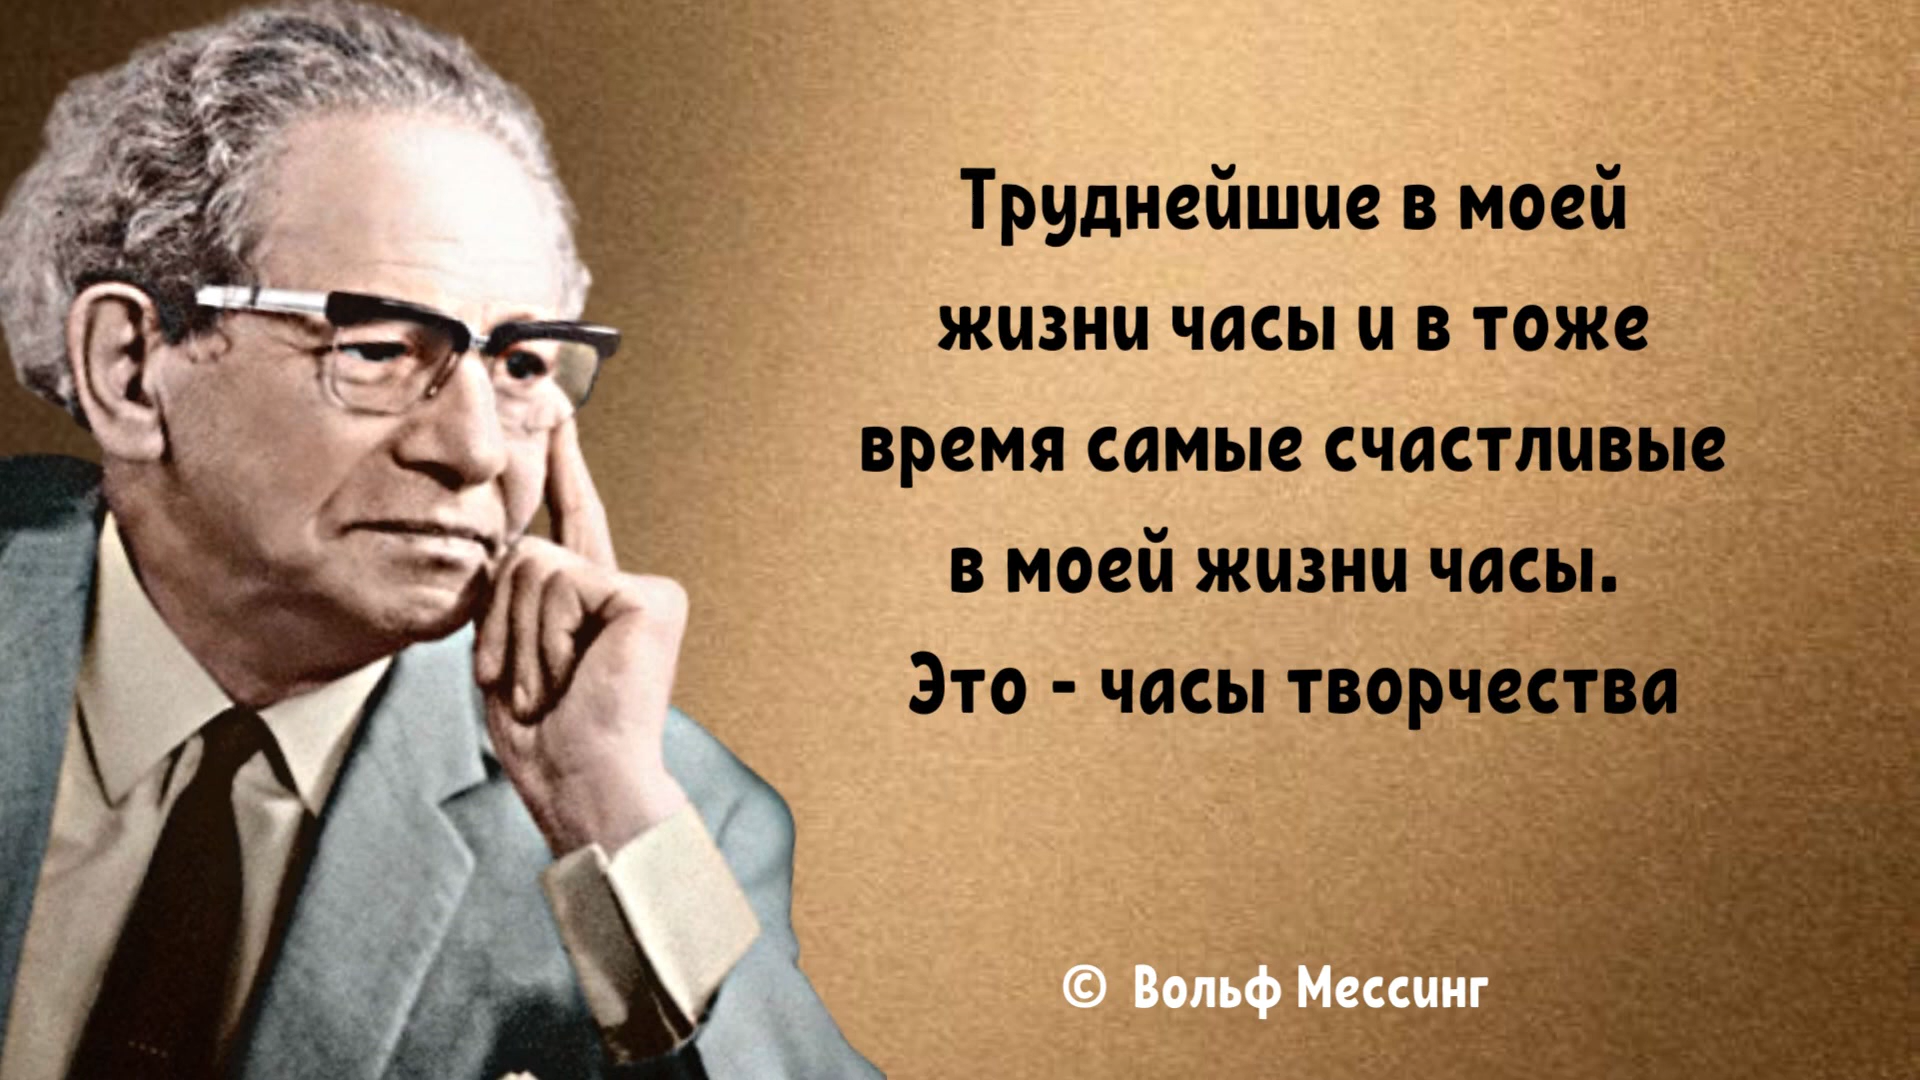 Труднейшие в моей
жизни часы и в тоже
время самые счастливые
в моей жизни часы.
Это - часы творчества
© Вольф Мессинг